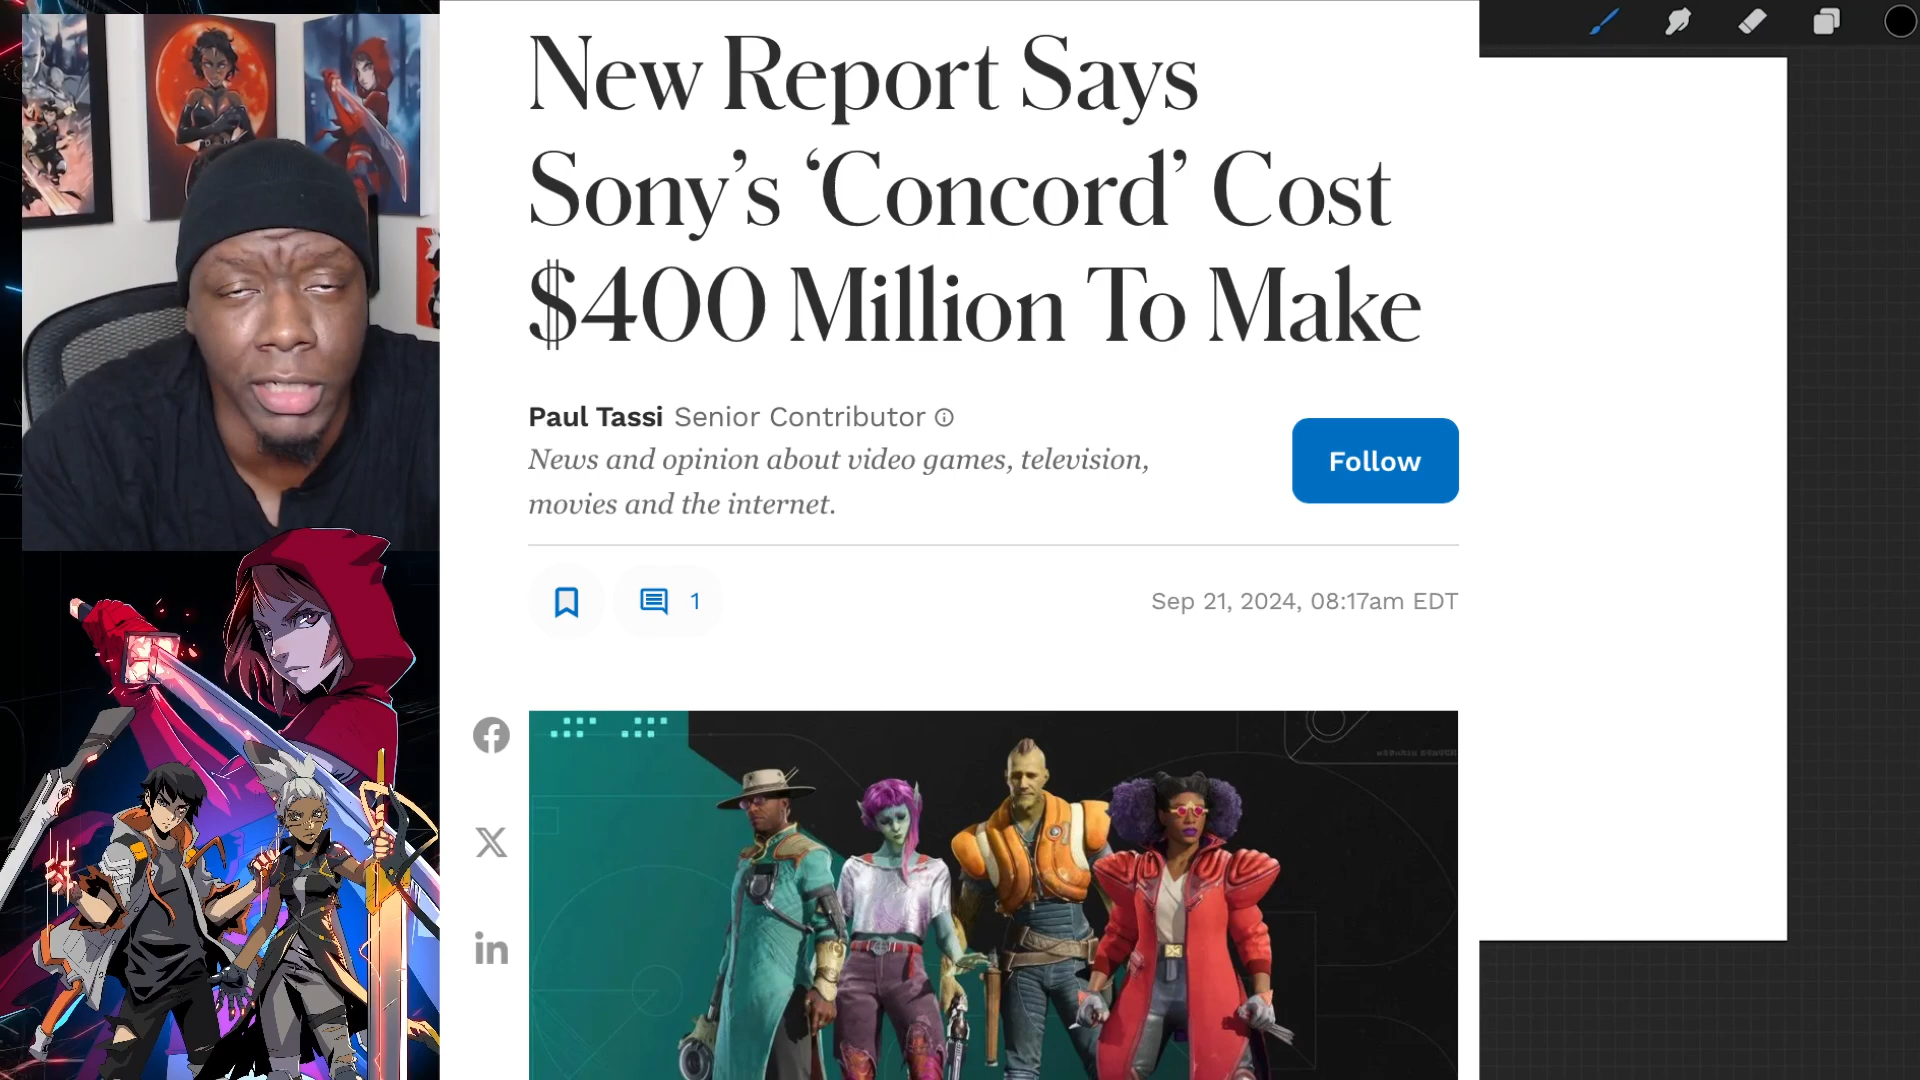 New Report Says
Sony’s ‘Concord’ Cost
$400 Million To Make
Paul Tassi Senior Contributor
News and opinion about video games, television,
movies and the internet.
Follow
1
Sep 21, 2024, 08:17am EDT